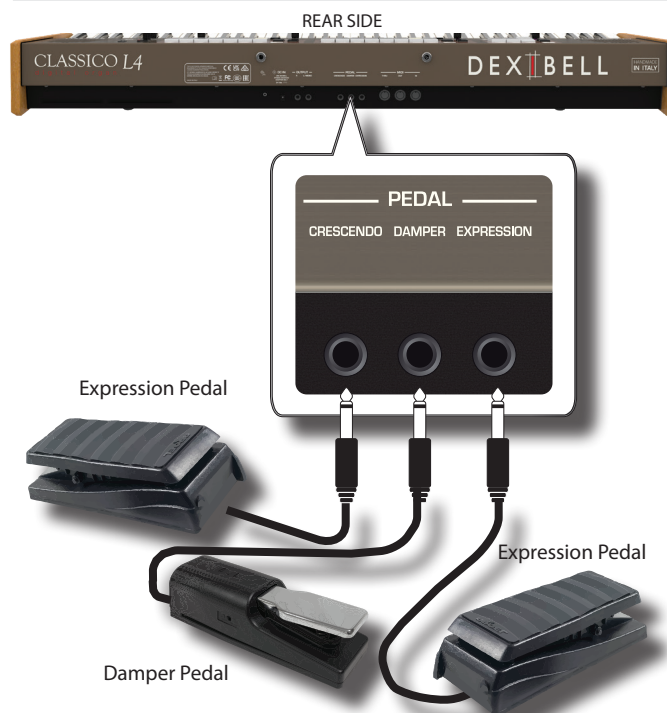 REAR SIDE
CLASSICO L4
DEXIBELL
HANDMADE
IN ITALY
PEDAL
CRESCENDO DAMPER EXPRESSION
Expression Pedal
Expression Pedal
Damper Pedal